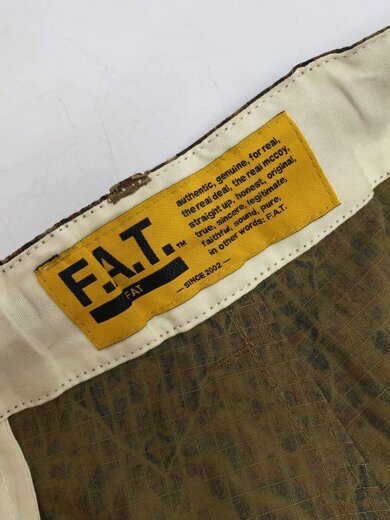 F.A.T.™
FAT
authentic, genuine, for real,
the real deal, the real mccoy,
straight up, honest, original,
true, sincere, legitimate,
faithful, sound, pure,
in other words: F.A.T.
— SINCE 2002 —